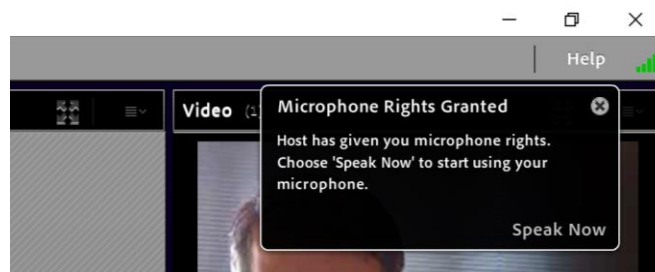 Help
Video (1
Microphone Rights Granted
Host has given you microphone rights.
Choose 'Speak Now' to start using your
microphone.
Speak Now